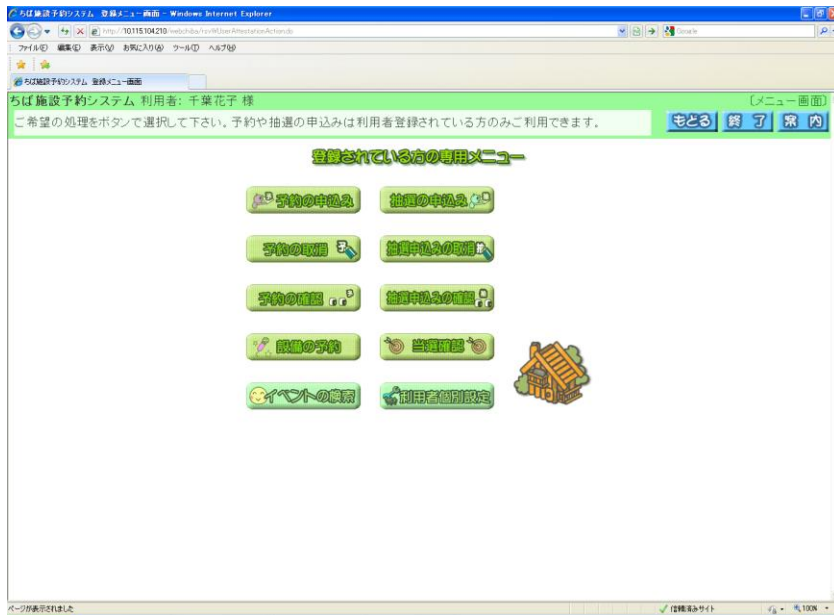 ちば施設予約システム 登録メニュー画面 - Windows Internet Explorer
http://10.115.104.210/webchiba/rsvWUserAttestationAction.do
Google
ファイル(F) 編集(E) 表示(V) お気に入り(A) ツール(T) ヘルプ(H)
ちば施設予約システム 登録メニュー画面
ちば施設予約システム 利用者: 千葉花子 様
〔メニュー画面〕
ご希望の処理をボタンで選択して下さい。予約や抽選の申込みは利用者登録されている方のみご利用できます。
もどる 終 了 案 内
登録されている方の専用メニュー
予約の申込み 抽選の申込み
予約の取消 抽選申込みの取消
予約の確認 抽選申込みの確認
設備の予約 当選確認
イベントの検索 利用者個別設定
ページが表示されました
信頼済みサイト
100%